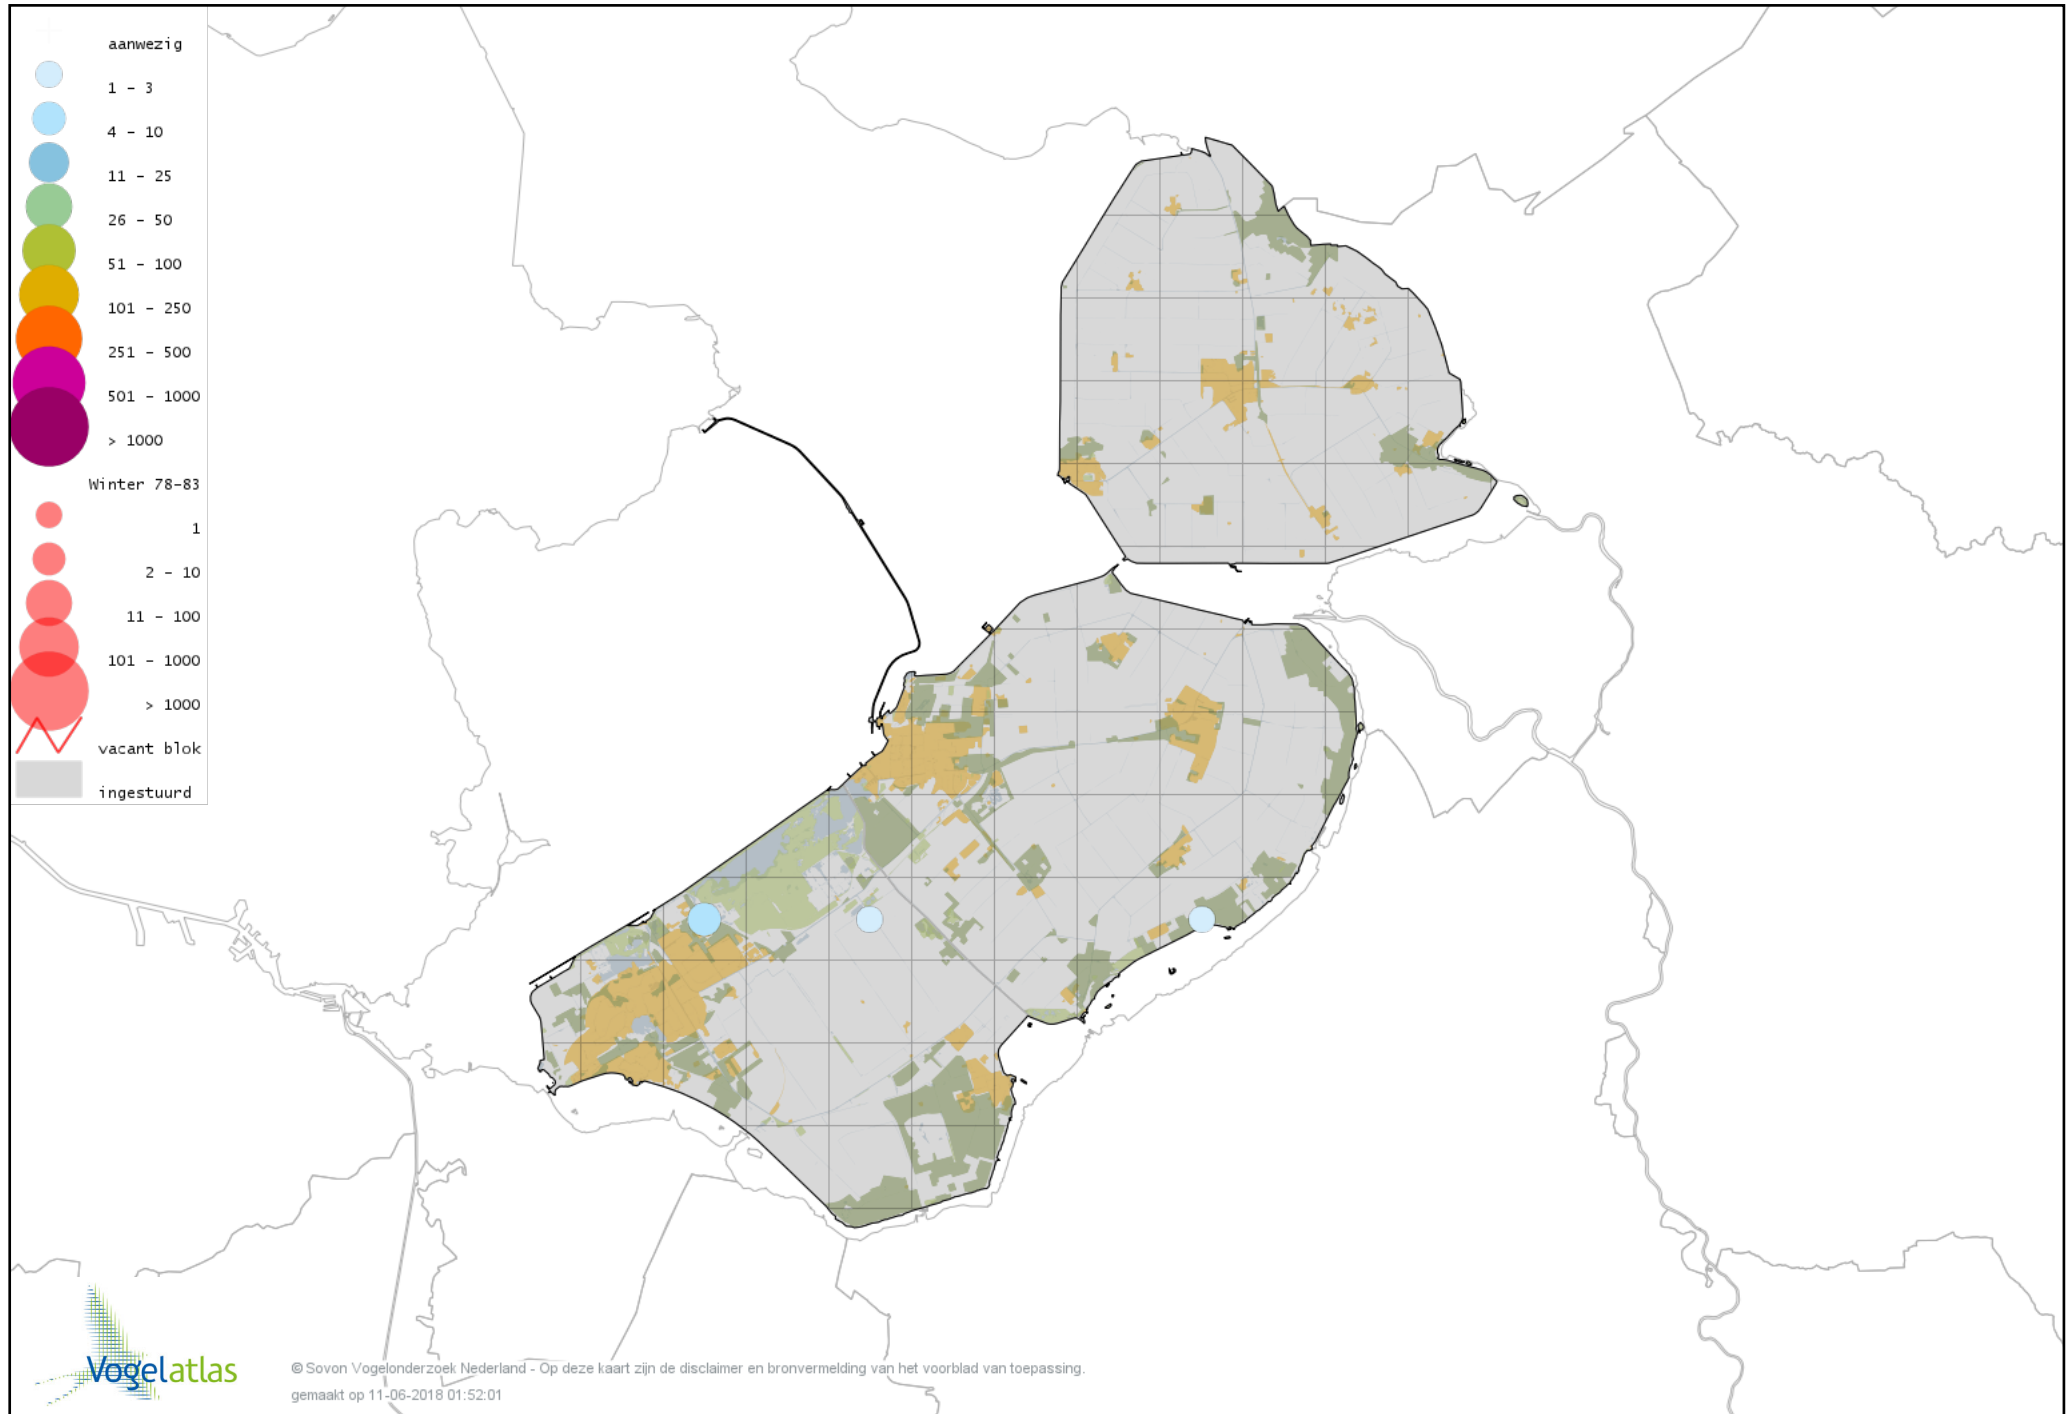 aanwezig
1 - 3
4 - 10
11 - 25
26 - 50
51 - 100
101 - 250
251 - 500
501 - 1000
> 1000
Winter 78-83
1
2 - 10
11 - 100
101 - 1000
> 1000
vacant blok
ingestuurd
Vogelatlas
© Sovon Vogelonderzoek Nederland - Op deze kaart zijn de disclaimer en bronvermelding van het voorblad van toepassing.
gemaakt op 11-06-2018 01:52:01